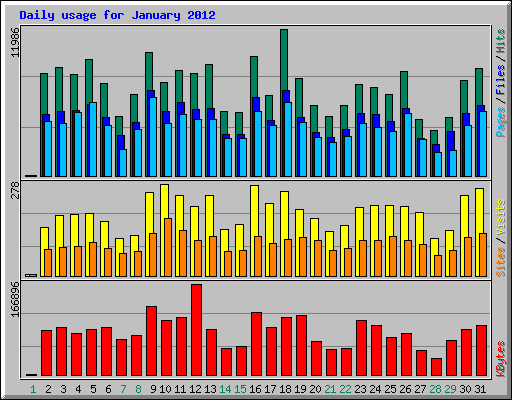 Daily usage for January 2012
11986
Pages / Files / Hits
278
Sites / Visits
166896
KBytes
1 2 3 4 5 6 7 8 9 10 11 12 13 14 15 16 17 18 19 20 21 22 23 24 25 26 27 28 29 30 31